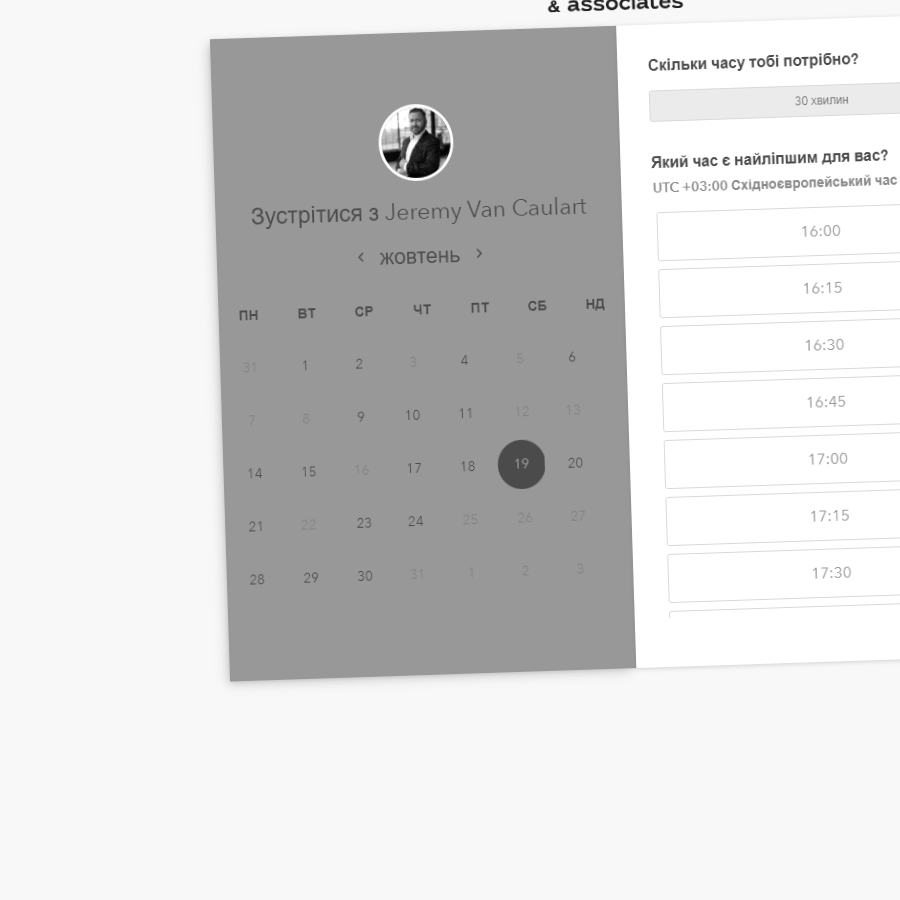 & associates
Зустрітися з Jeremy Van Caulart
‹ жовтень ›
ПН ВТ СР ЧТ ПТ СБ НД
31 1 2 3 4 5 6
7 8 9 10 11 12 13
14 15 16 17 18 19 20
21 22 23 24 25 26 27
28 29 30 31 1 2 3
Скільки часу тобі потрібно?
30 хвилин
Який час є найліпшим для вас?
UTC +03:00 Східноєвропейський час
16:00
16:15
16:30
16:45
17:00
17:15
17:30